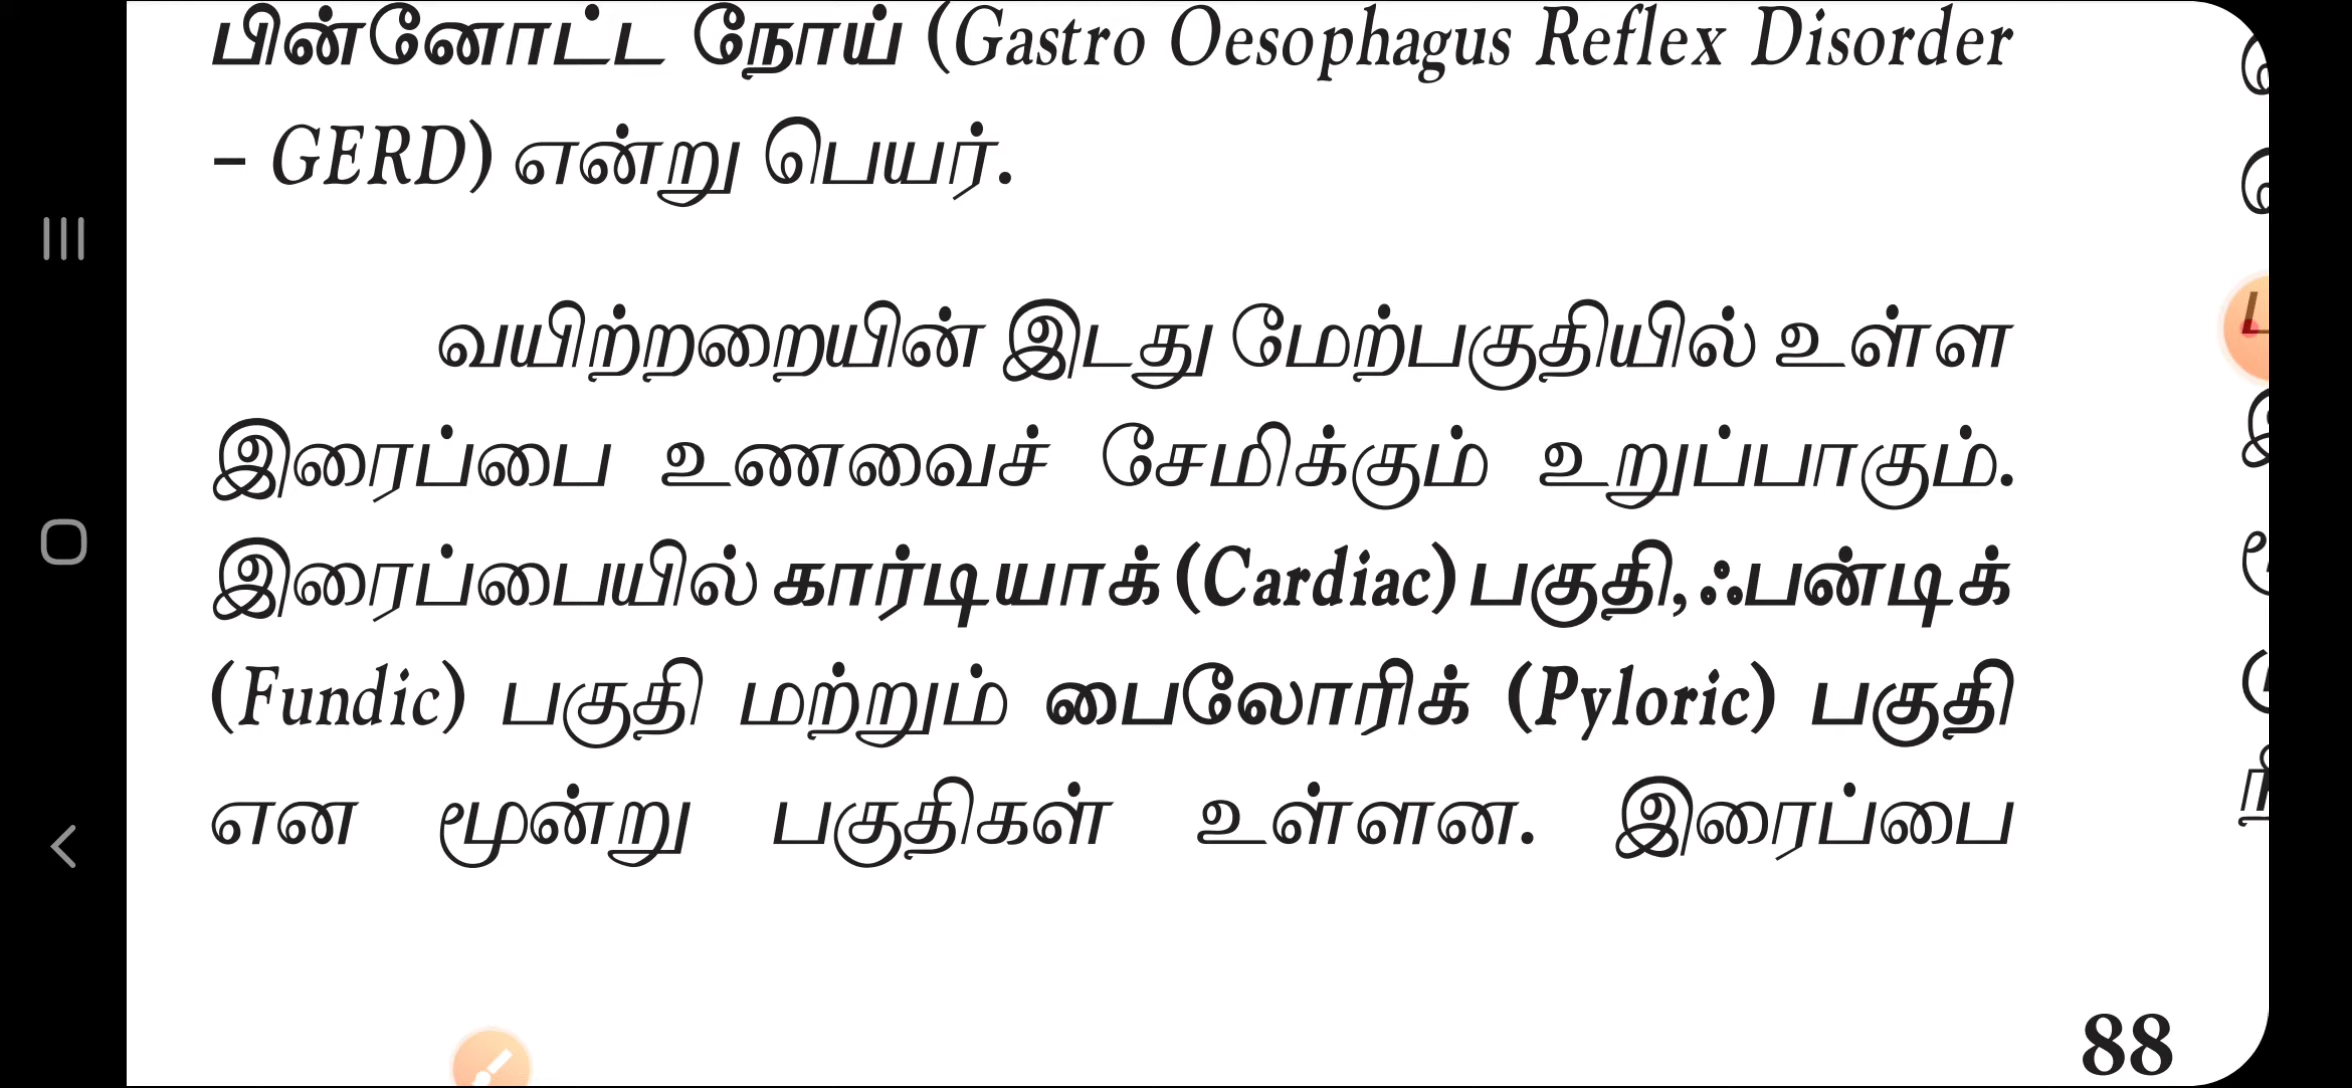 பின்னோட்ட நோய் (Gastro Oesophagus Reflex Disorder
– GERD) என்று பெயர்.
வயிற்றறையின் இடது மேற்பகுதியில் உள்ள
இரைப்பை உணவைச் சேமிக்கும் உறுப்பாகும்.
இரைப்பையில் கார்டியாக் (Cardiac) பகுதி, ஃபன்டிக்
(Fundic) பகுதி மற்றும் பைலோரிக் (Pyloric) பகுதி
என மூன்று பகுதிகள் உள்ளன. இரைப்பை
88